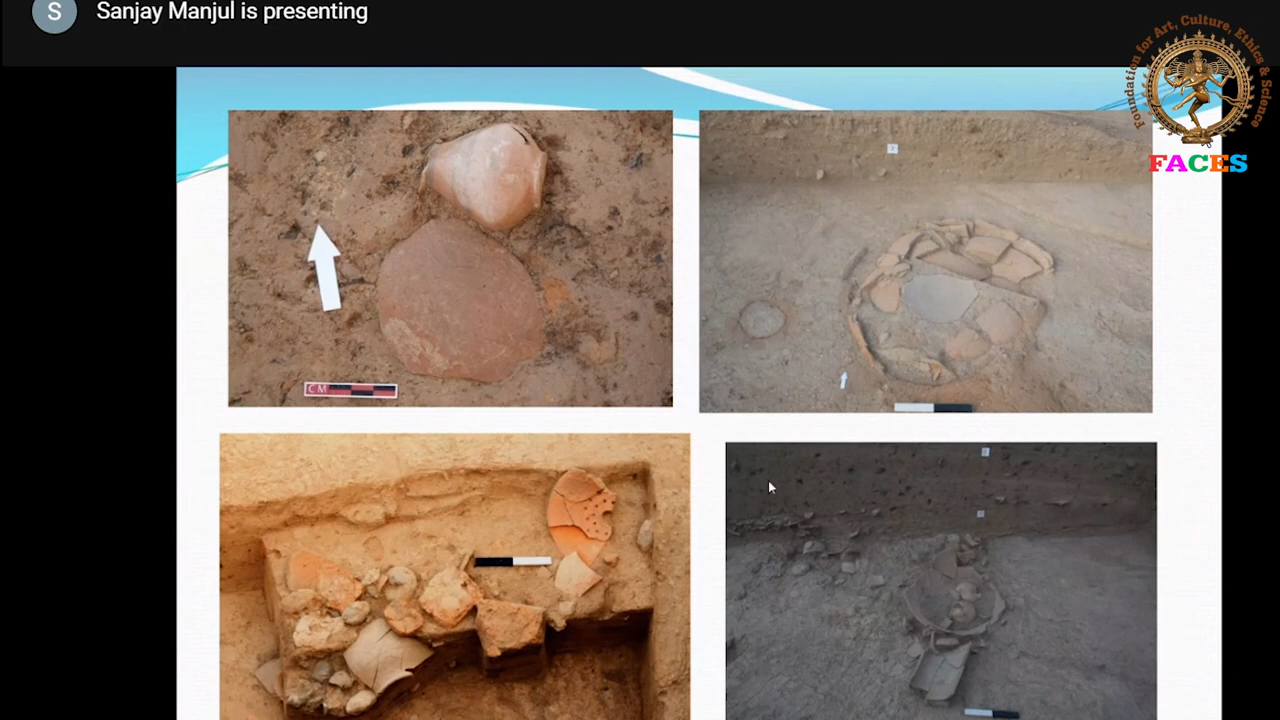 S
Sanjay Manjul is presenting
Foundation for Art, Culture, Ethics & Science
FACES
CM